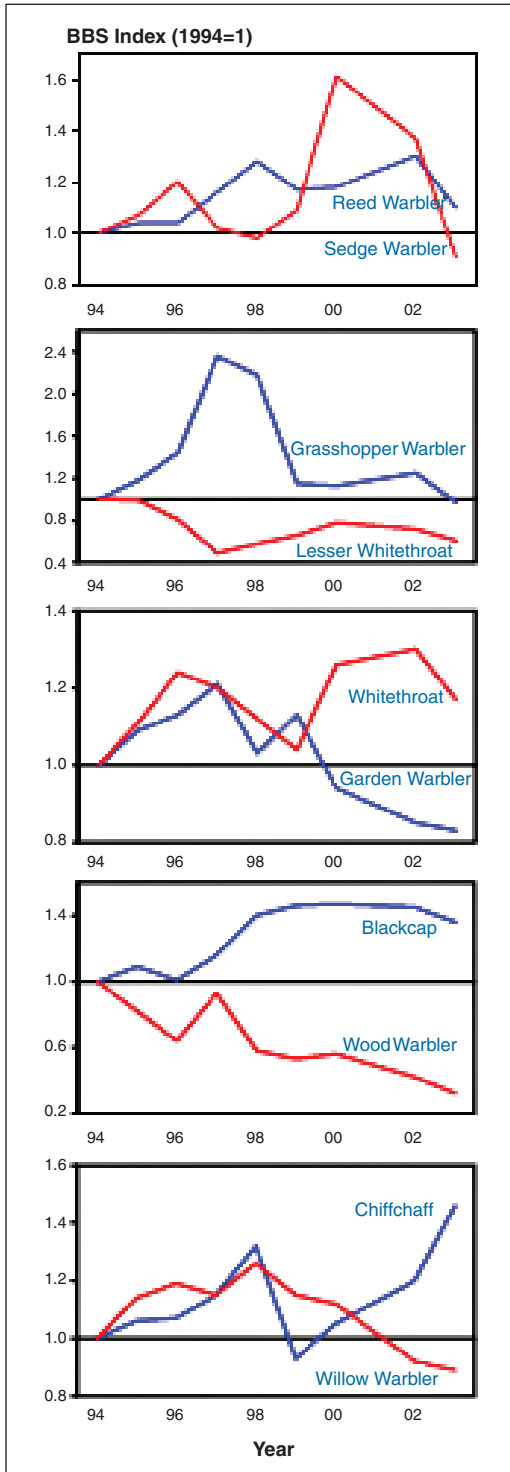 BBS Index (1994=1)
1.6
1.4
1.2
Reed Warbler
1.0
Sedge Warbler
0.8
94 96 98 00 02
2.4
2.0
1.6
Grasshopper Warbler
1.2
0.8
Lesser Whitethroat
0.4
94 96 98 00 02
1.4
1.2
Whitethroat
1.0
Garden Warbler
0.8
94 96 98 00 02
1.4
Blackcap
1.0
0.6
Wood Warbler
0.2
94 96 98 00 02
1.6
Chiffchaff
1.4
1.2
1.0
Willow Warbler
0.8
94 96 98 00 02
Year